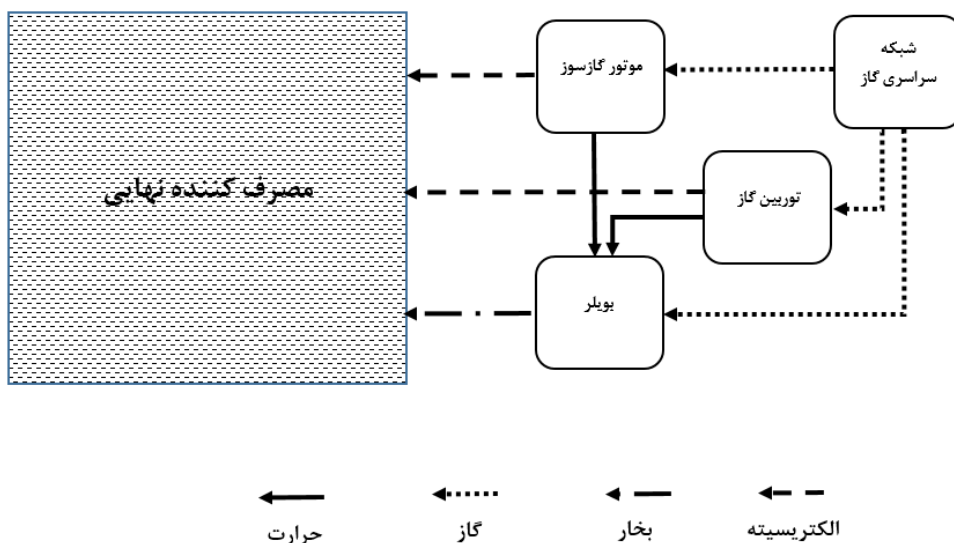 شبکه
سراسری گاز
موتور گازسوز
توربین گاز
مصرف کننده نهایی
بویلر
الکتریسیته
بخار
گاز
حرارت